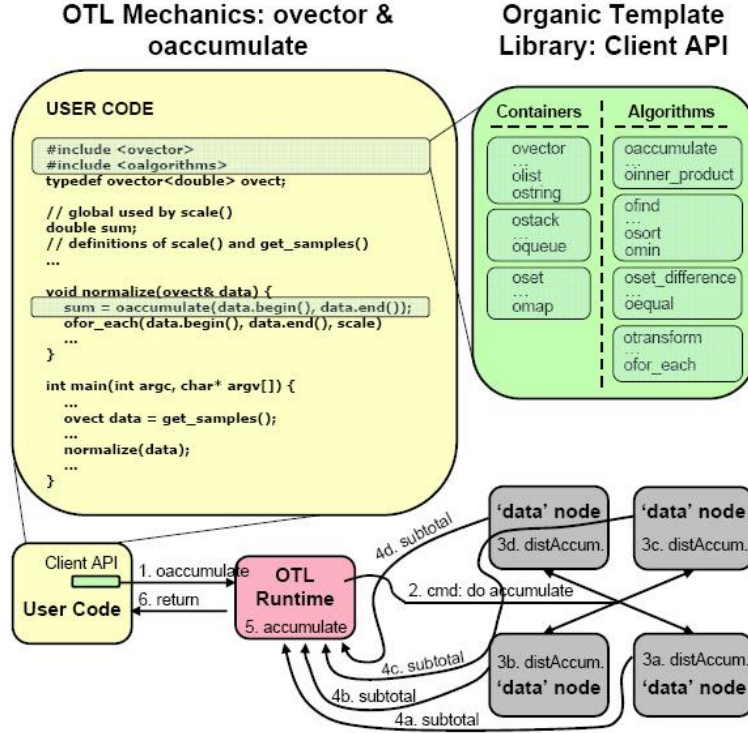 OTL Mechanics: ovector &
oaccumulate
Organic Template
Library: Client API
USER CODE
#include <ovector>
#include <oalgorithms>
typedef ovector<double> ovect;
// global used by scale()
double sum;
// definitions of scale() and get_samples()
...
void normalize(ovect& data) {
sum = oaccumulate(data.begin(), data.end());
ofor_each(data.begin(), data.end(), scale)
...
}
int main(int argc, char* argv[]) {
...
ovect data = get_samples();
...
normalize(data);
...
}
Containers
ovector
...
olist
ostring
ostack
...
oqueue
oset
...
omap
Algorithms
oaccumulate
...
oinner_product
ofind
...
osort
omin
oset_difference
...
oequal
otransform
...
ofor_each
Client API
User Code
1. oaccumulate
6. return
OTL
Runtime
5. accumulate
2. cmd: do accumulate
4d. subtotal
4c. subtotal
4b. subtotal
4a. subtotal
'data' node
3d. distAccum.
'data' node
3c. distAccum.
3b. distAccum.
'data' node
3a. distAccum.
'data' node